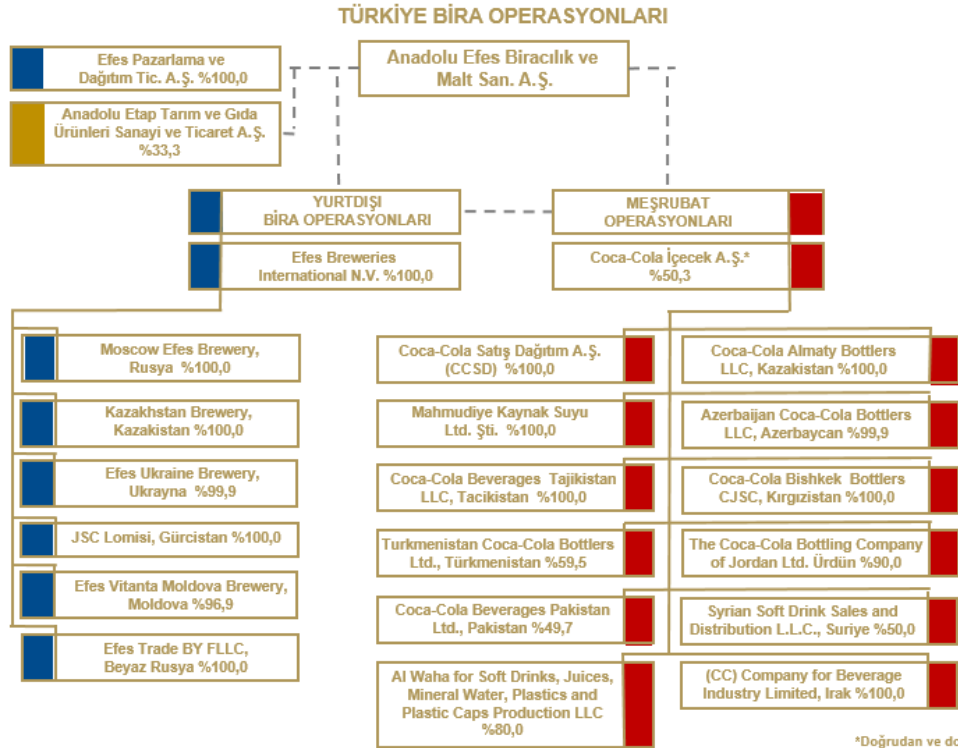 TÜRKİYE BİRA OPERASYONLARI
Efes Pazarlama ve
Dağıtım Tic. A.Ş. %100,0
Anadolu Efes Biracılık ve
Malt San. A.Ş.
Anadolu Etap Tarım ve Gıda
Ürünleri Sanayi ve Ticaret A.Ş.
%33,3
YURTDIŞI
BİRA OPERASYONLARI
MEŞRUBAT
OPERASYONLARI
Efes Breweries
International N.V. %100,0
Coca-Cola İçecek A.Ş.*
%50,3
Moscow Efes Brewery,
Rusya %100,0
Kazakhstan Brewery,
Kazakistan %100,0
Efes Ukraine Brewery,
Ukrayna %99,9
JSC Lomisi, Gürcistan %100,0
Efes Vitanta Moldova Brewery,
Moldova %96,9
Efes Trade BY FLLC,
Beyaz Rusya %100,0
Coca-Cola Satış Dağıtım A.Ş.
(CCSD) %100,0
Mahmudiye Kaynak Suyu
Ltd. Şti. %100,0
Coca-Cola Beverages Tajikistan
LLC, Tacikistan %100,0
Turkmenistan Coca-Cola Bottlers
Ltd., Türkmenistan %59,5
Coca-Cola Beverages Pakistan
Ltd., Pakistan %49,7
Al Waha for Soft Drinks, Juices,
Mineral Water, Plastics and
Plastic Caps Production LLC
%80,0
Coca-Cola Almaty Bottlers
LLC, Kazakistan %100,0
Azerbaijan Coca-Cola Bottlers
LLC, Azerbaycan %99,9
Coca-Cola Bishkek Bottlers
CJSC, Kırgızistan %100,0
The Coca-Cola Bottling Company
of Jordan Ltd. Ürdün %90,0
Syrian Soft Drink Sales and
Distribution L.L.C., Suriye %50,0
(CC) Company for Beverage
Industry Limited, Irak %100,0
*Doğrudan ve do